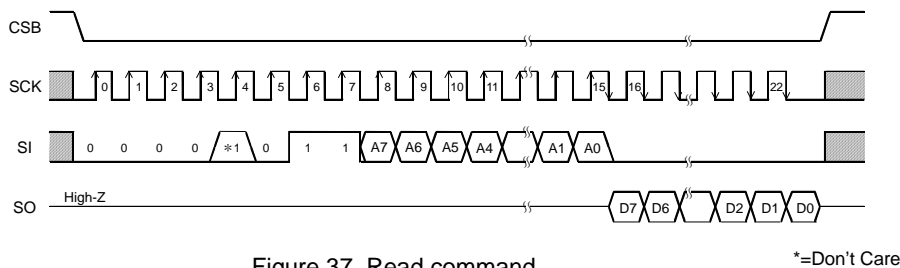 CSB
SCK 0 1 2 3 4 5 6 7 8 9 10 11 15 16 22
SI 0 0 0 0 *1 0 1 1 A7 A6 A5 A4 A1 A0
SO High-Z D7 D6 D2 D1 D0
*=Don't Care
Figure 37. Read command